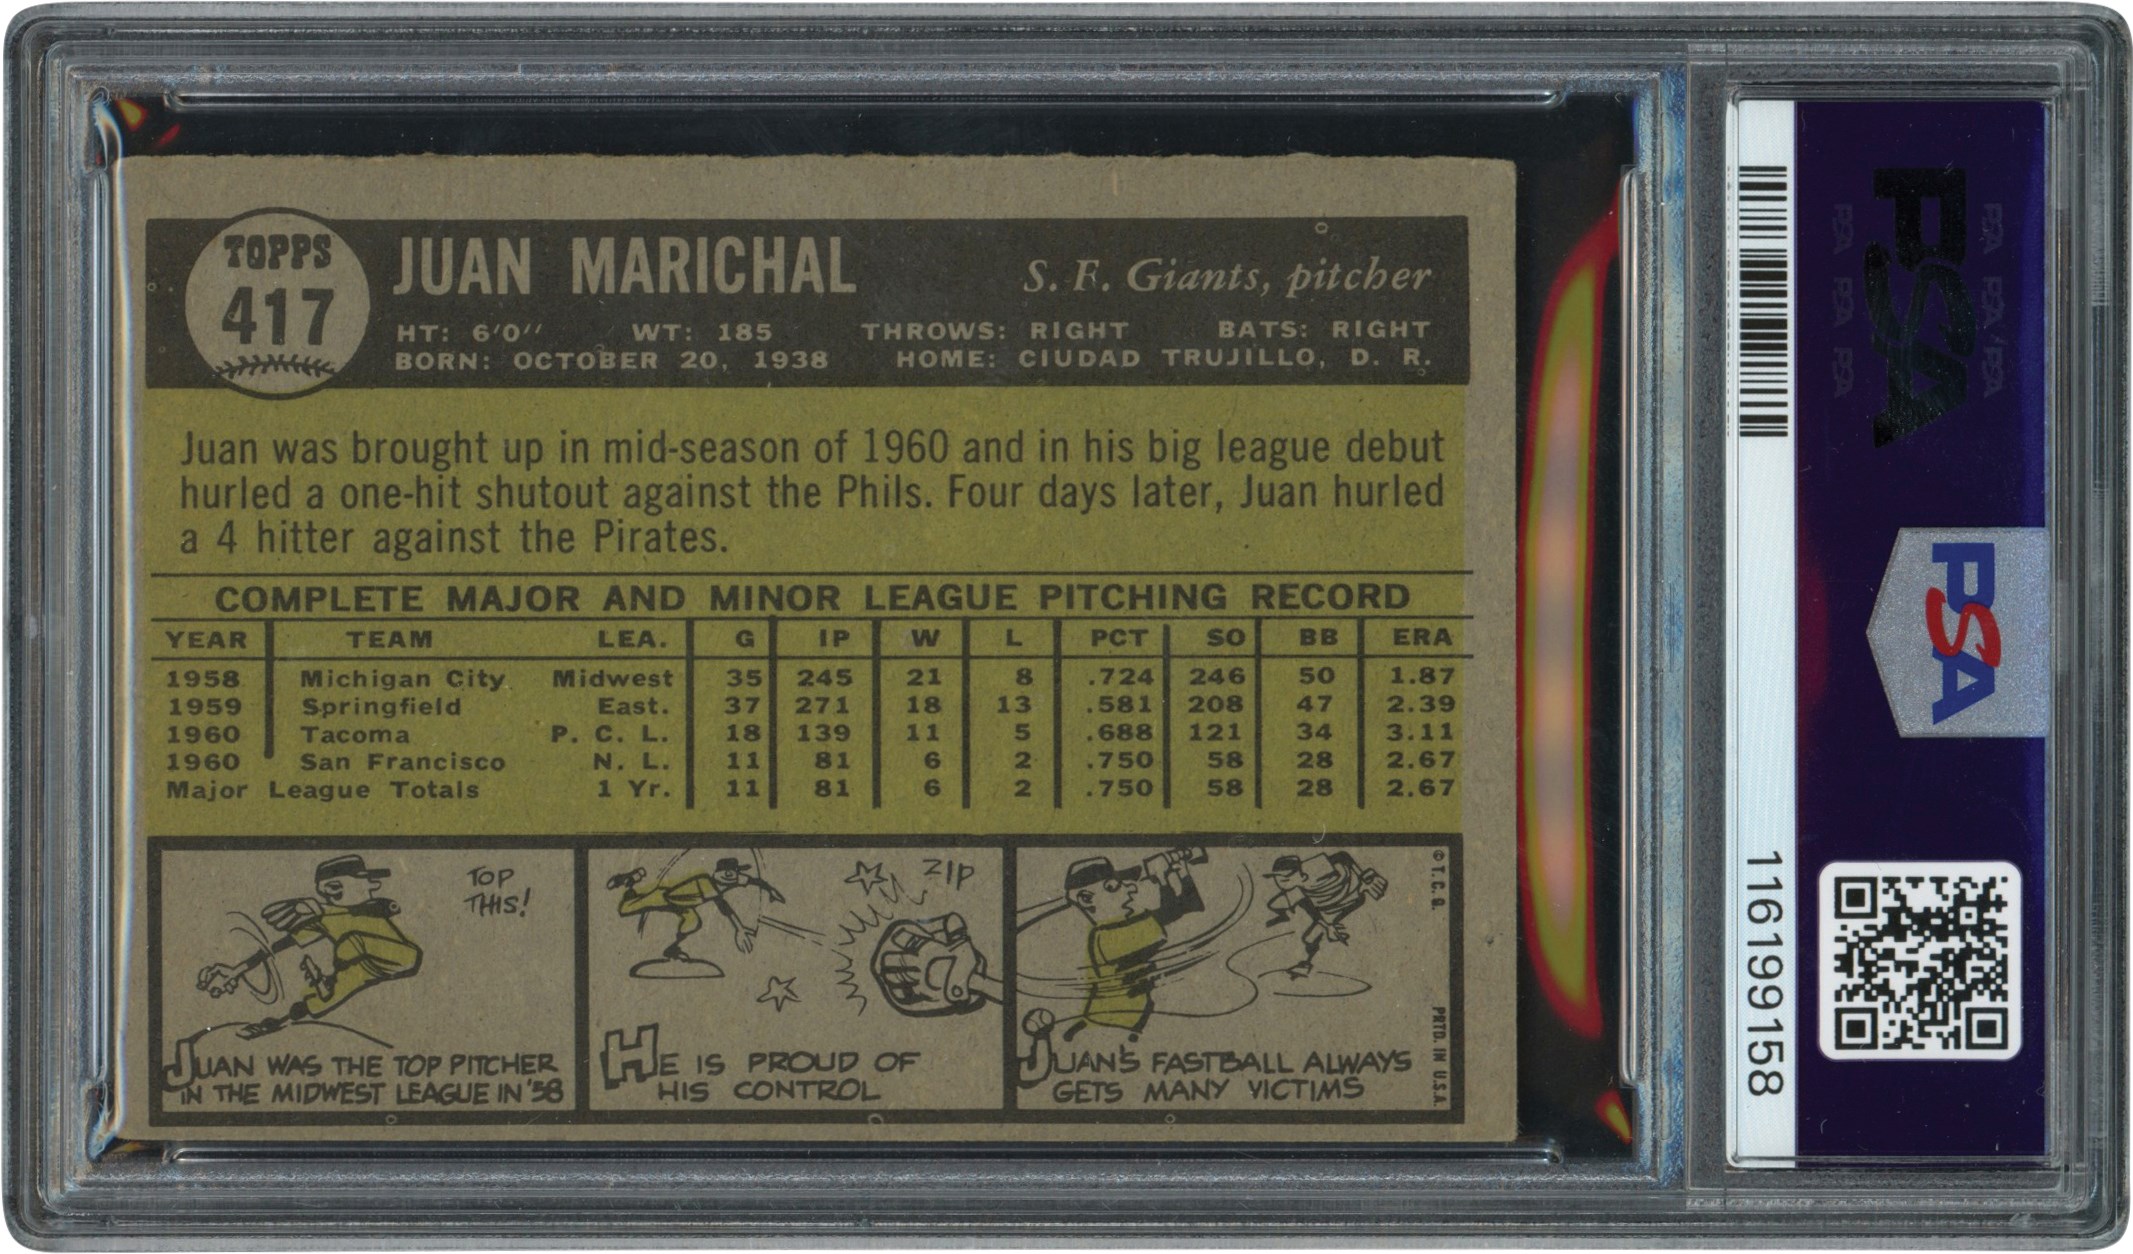 TOPPS
417
JUAN MARICHAL
S. F. Giants, pitcher
HT: 6'0'' WT: 185 THROWS: RIGHT BATS: RIGHT
BORN: OCTOBER 20, 1938 HOME: CIUDAD TRUJILLO, D. R.
Juan was brought up in mid-season of 1960 and in his big league debut
hurled a one-hit shutout against the Phils. Four days later, Juan hurled
a 4 hitter against the Pirates.
COMPLETE MAJOR AND MINOR LEAGUE PITCHING RECORD
YEAR TEAM LEA. G IP W L PCT SO BB ERA
1958 Michigan City Midwest 35 245 21 8 .724 246 50 1.87
1959 Springfield East. 37 271 18 13 .581 208 47 2.39
1960 Tacoma P. C. L. 18 139 11 5 .688 121 34 3.11
1960 San Francisco N. L. 11 81 6 2 .750 58 28 2.67
Major League Totals 1 Yr. 11 81 6 2 .750 58 28 2.67
TOP
THIS!
JUAN WAS THE TOP PITCHER
IN THE MIDWEST LEAGUE IN '58
ZIP
HE IS PROUD OF
HIS CONTROL
JUAN'S FASTBALL ALWAYS
GETS MANY VICTIMS
© T. C. G.
PRTD. IN U.S.A.
PSA
PSA PSA PSA
PSA PSA PSA
PSA
116199158